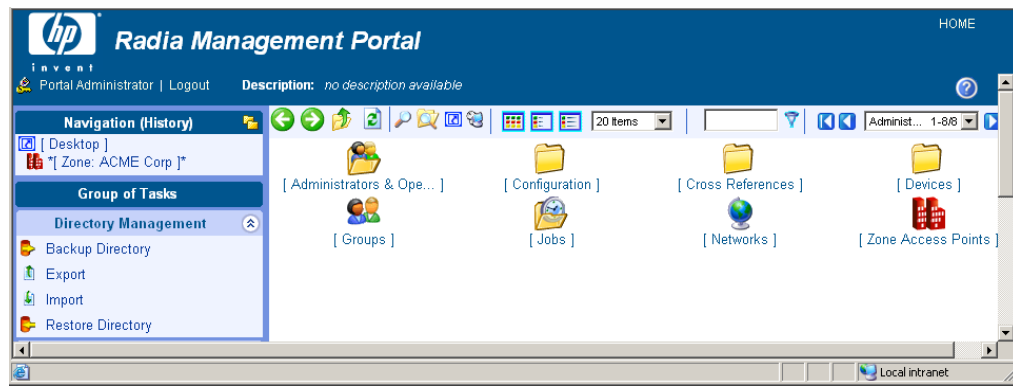 HOME
hp
Radia Management Portal
invent
Portal Administrator | Logout Description: no description available
?
Navigation (History)
20 Items
Administ... 1-8/8
[ Desktop ]
*[ Zone: ACME Corp ]*
Group of Tasks
[ Administrators & Ope... ] [ Configuration ] [ Cross References ] [ Devices ]
Directory Management
[ Groups ] [ Jobs ] [ Networks ] [ Zone Access Points ]
Backup Directory
Export
Import
Restore Directory
Local intranet